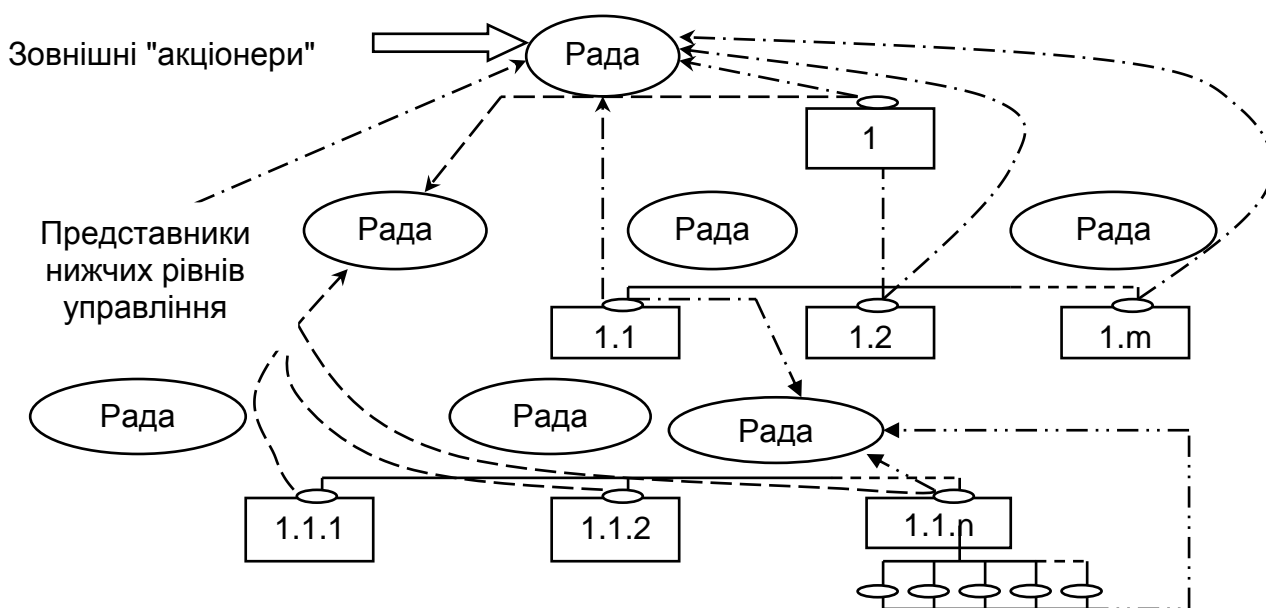 Зовнішні "акціонери"
Рада
1
Рада
Рада
Рада
Представники
нижчих рівнів
управління
1.1
1.2
1.m
Рада
Рада
Рада
1.1.1
1.1.2
1.1.n